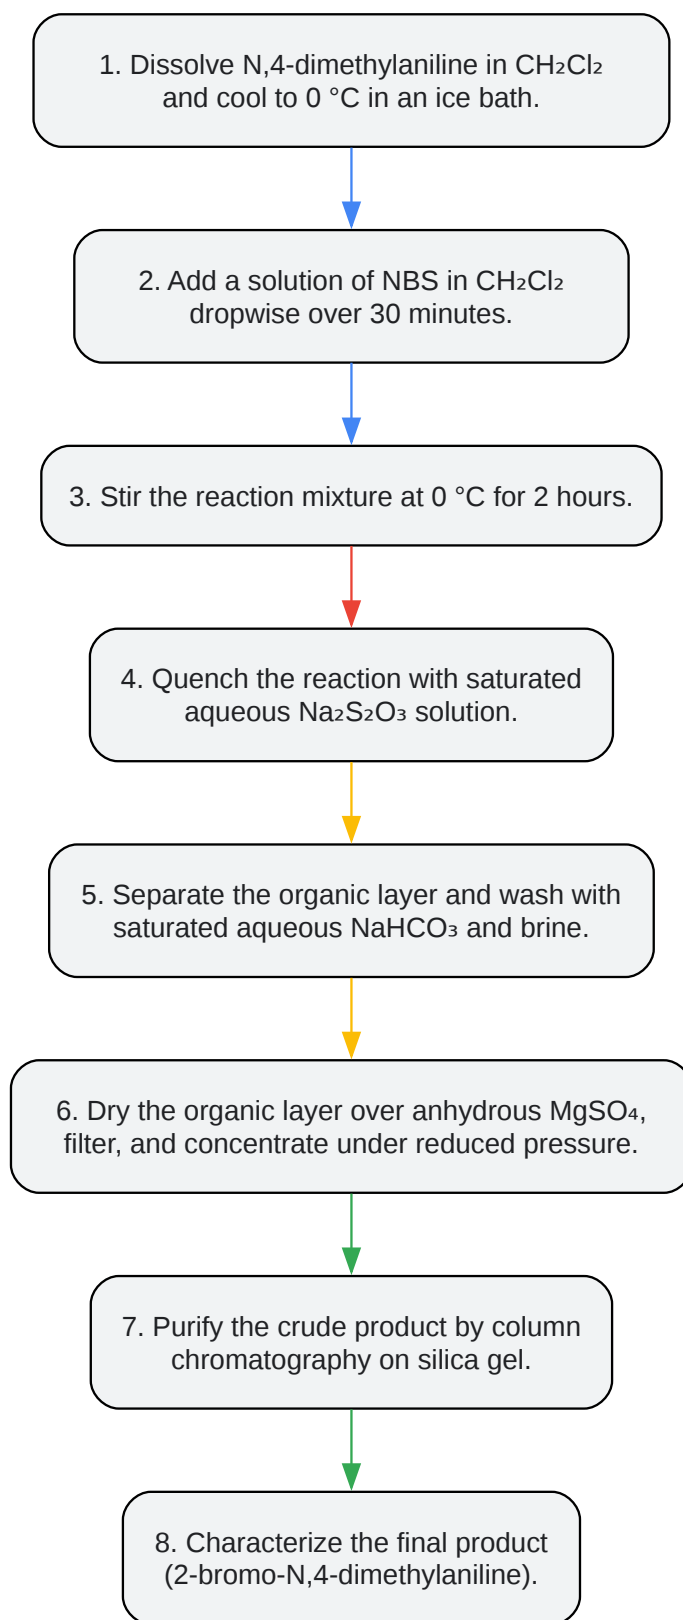 1. Dissolve N,4-dimethylaniline in CH₂Cl₂
and cool to 0 °C in an ice bath.
2. Add a solution of NBS in CH₂Cl₂
dropwise over 30 minutes.
3. Stir the reaction mixture at 0 °C for 2 hours.
4. Quench the reaction with saturated
aqueous Na₂S₂O₃ solution.
5. Separate the organic layer and wash with
saturated aqueous NaHCO₃ and brine.
6. Dry the organic layer over anhydrous MgSO₄,
filter, and concentrate under reduced pressure.
7. Purify the crude product by column
chromatography on silica gel.
8. Characterize the final product
(2-bromo-N,4-dimethylaniline).